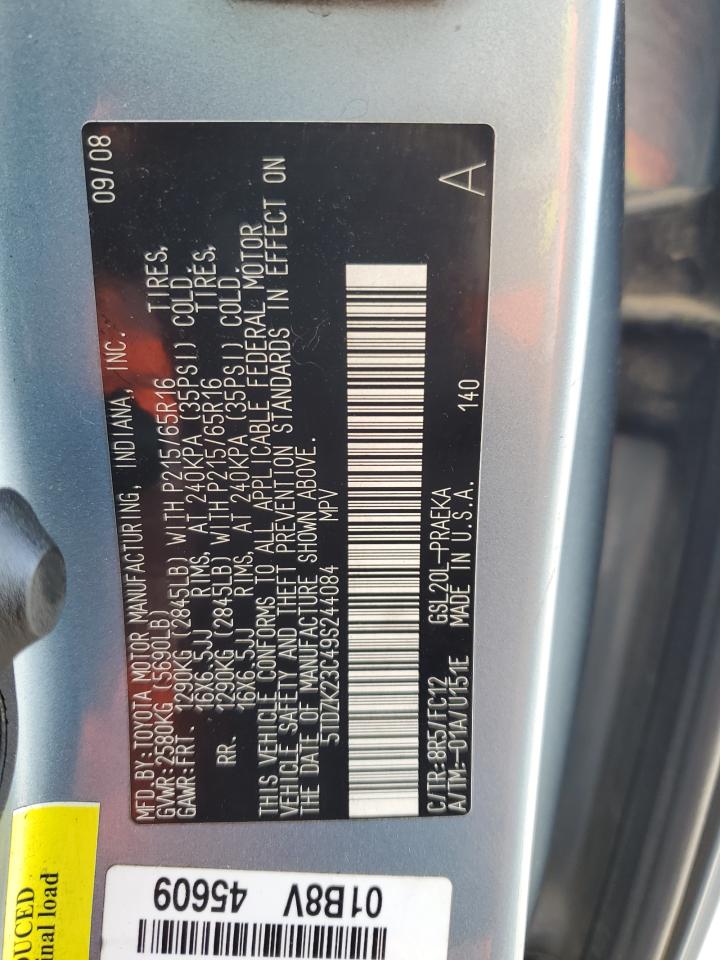 MFD.BY:TOYOTA MOTOR MANUFACTURING, INDIANA, INC. 09/08
GVWR:2580KG (5690LB)
GAWR:FRT. 1290KG (2845LB) WITH P215/65R16 TIRES,
16X6.5JJ RIMS, AT 240KPA (35PSI) COLD.
RR. 1290KG (2845LB) WITH P215/65R16 TIRES,
16X6.5JJ RIMS, AT 240KPA (35PSI) COLD.
THIS VEHICLE CONFORMS TO ALL APPLICABLE FEDERAL MOTOR
VEHICLE SAFETY AND THEFT PREVENTION STANDARDS IN EFFECT ON
THE DATE OF MANUFACTURE SHOWN ABOVE.
5TDZK23C49S244084 MPV
C/TR:8R5/FC12 GSL20L-PRAEKA 140 A
A/TM:-01A/U151E MADE IN U.S.A.
01B8V 45609
UCED
inal load